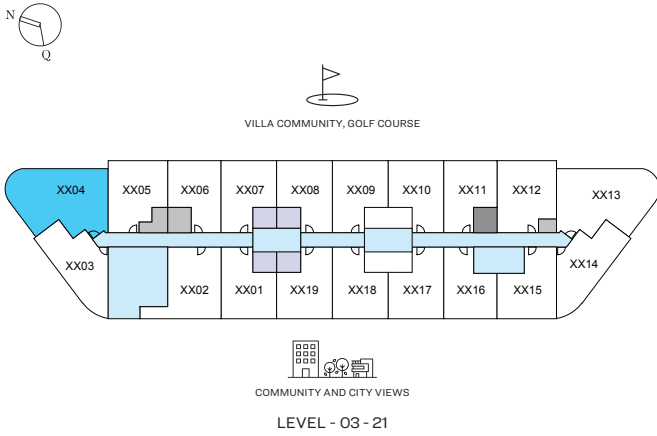 N
Q
VILLA COMMUNITY, GOLF COURSE
XX04 XX05 XX06 XX07 XX08 XX09 XX10 XX11 XX12 XX13
XX03 XX14
XX02 XX01 XX19 XX18 XX17 XX16 XX15
COMMUNITY AND CITY VIEWS
LEVEL - 03 - 21